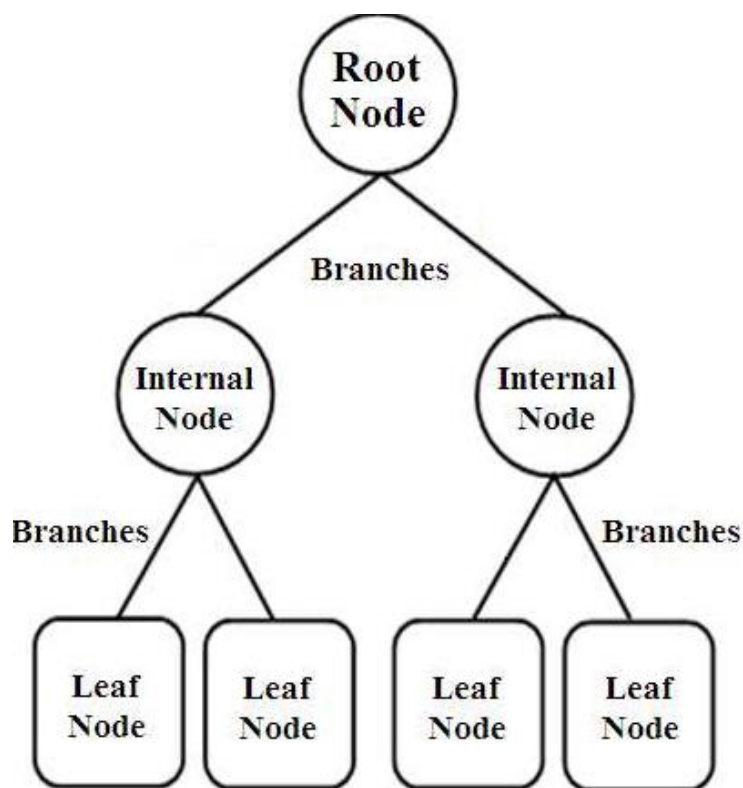 Root
Node
Branches
Internal
Node
Internal
Node
Branches
Branches
Leaf
Node
Leaf
Node
Leaf
Node
Leaf
Node